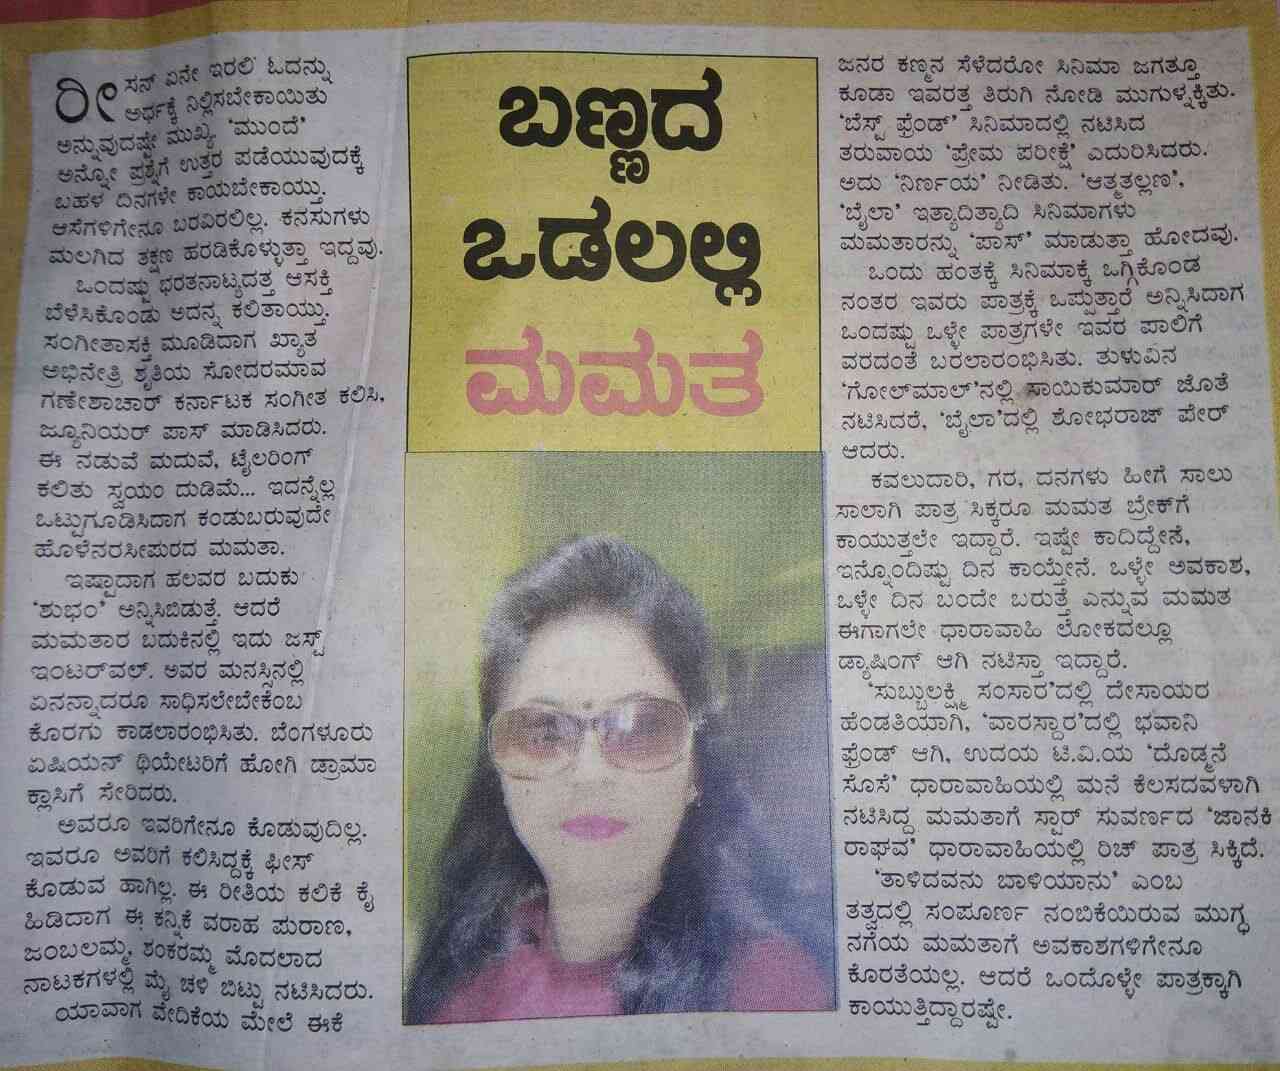 ಬಣ್ಣದ
ಒಡಲಲ್ಲಿ
ಮಮತ
ರೀಸನ್ ಏನೇ ಇರಲಿ ಓದನ್ನು
ಅರ್ಧಕ್ಕೆ ನಿಲ್ಲಿಸಬೇಕಾಯಿತು
ಅನ್ನುವುದಷ್ಟೇ ಮುಖ್ಯ 'ಮುಂದೆ'
ಅನ್ನೋ ಪ್ರಶ್ನೆಗೆ ಉತ್ತರ ಪಡೆಯುವುದಕ್ಕೆ
ಬಹಳ ದಿನಗಳೇ ಕಾಯಬೇಕಾಯ್ತು.
ಆಸೆಗಳಿಗೇನೂ ಬರವಿರಲಿಲ್ಲ. ಕನಸುಗಳು
ಮಲಗಿದ ತಕ್ಷಣ ಹರಡಿಕೊಳ್ಳುತ್ತಾ ಇದ್ದವು.
ಒಂದಷ್ಟು ಭರತನಾಟ್ಯದತ್ತ ಆಸಕ್ತಿ
ಬೆಳೆಸಿಕೊಂಡು ಅದನ್ನ ಕಲಿತಾಯ್ತು.
ಸಂಗೀತಾಸಕ್ತಿ ಮೂಡಿದಾಗ ಖ್ಯಾತ
ಅಭಿನೇತ್ರಿ ಶೃತಿಯ ಸೋದರಮಾವ
ಗಣೇಶಾಚಾರ್ ಕರ್ನಾಟಕ ಸಂಗೀತ ಕಲಿಸಿ,
ಜ್ಯೂನಿಯರ್ ಪಾಸ್ ಮಾಡಿಸಿದರು.
ಈ ನಡುವೆ ಮದುವೆ, ಟೈಲರಿಂಗ್
ಕಲಿತು ಸ್ವಯಂ ದುಡಿಮೆ... ಇದನ್ನೆಲ್ಲ
ಒಟ್ಟುಗೂಡಿಸಿದಾಗ ಕಂಡುಬರುವುದೇ
ಹೊಳೆನರಸೀಪುರದ ಮಮತಾ.
ಇಷ್ಟಾದಾಗ ಹಲವರ ಬದುಕು
'ಶುಭಂ' ಅನ್ನಿಸಿಬಿಡುತ್ತೆ. ಆದರೆ
ಮಮತಾರ ಬದುಕಿನಲ್ಲಿ ಇದು ಜಸ್ಟ್
ಇಂಟರ್‌ವಲ್. ಅವರ ಮನಸ್ಸಿನಲ್ಲಿ
ಏನನ್ನಾದರೂ ಸಾಧಿಸಲೇಬೇಕೆಂಬ
ಕೊರಗು ಕಾಡಲಾರಂಭಿಸಿತು. ಬೆಂಗಳೂರು
ಏಷಿಯನ್ ಥಿಯೇಟರಿಗೆ ಹೋಗಿ ಡ್ರಾಮಾ
ಕ್ಲಾಸಿಗೆ ಸೇರಿದರು.
ಅವರೂ ಇವರಿಗೇನೂ ಕೊಡುವುದಿಲ್ಲ.
ಇವರೂ ಅವರಿಗೆ ಕಲಿಸಿದ್ದಕ್ಕೆ ಫೀಸ್
ಕೊಡುವ ಹಾಗಿಲ್ಲ. ಈ ರೀತಿಯ ಕಲಿಕೆ ಕೈ
ಹಿಡಿದಾಗ ಈ ಕನ್ನಿಕೆ ವರಾಹ ಪುರಾಣ,
ಜಂಬಲಮ್ಮ, ಶಂಕರಮ್ಮ ಮೊದಲಾದ
ನಾಟಕಗಳಲ್ಲಿ ಮೈ ಚಳಿ ಬಿಟ್ಟು ನಟಿಸಿದರು.
ಯಾವಾಗ ವೇದಿಕೆಯ ಮೇಲೆ ಈಕೆ
ಜನರ ಕಣ್ಮನ ಸೆಳೆದರೋ ಸಿನಿಮಾ ಜಗತ್ತೂ
ಕೂಡಾ ಇವರತ್ತ ತಿರುಗಿ ನೋಡಿ ಮುಗುಳ್ನಕ್ಕಿತು.
'ಬೆಸ್ಟ್ ಫ್ರೆಂಡ್' ಸಿನಿಮಾದಲ್ಲಿ ನಟಿಸಿದ
ತರುವಾಯ 'ಪ್ರೇಮ ಪರೀಕ್ಷೆ' ಎದುರಿಸಿದರು.
ಅದು 'ನಿರ್ಣಯ' ನೀಡಿತು. 'ಆತ್ಮತಲ್ಲಣ',
'ಬೈಲಾ' ಇತ್ಯಾದಿತ್ಯಾದಿ ಸಿನಿಮಾಗಳು
ಮಮತಾರನ್ನು 'ಪಾಸ್' ಮಾಡುತ್ತಾ ಹೋದವು.
ಒಂದು ಹಂತಕ್ಕೆ ಸಿನಿಮಾಕ್ಕೆ ಒಗ್ಗಿಕೊಂಡ
ನಂತರ ಇವರು ಪಾತ್ರಕ್ಕೆ ಒಪ್ಪುತ್ತಾರೆ ಅನ್ನಿಸಿದಾಗ
ಒಂದಷ್ಟು ಒಳ್ಳೇ ಪಾತ್ರಗಳೇ ಇವರ ಪಾಲಿಗೆ
ವರದಂತೆ ಬರಲಾರಂಭಿಸಿತು. ತುಳುವಿನ
'ಗೋಲ್‌ಮಾಲ್'ನಲ್ಲಿ ಸಾಯಿಕುಮಾರ್ ಜೊತೆ
ನಟಿಸಿದರೆ, 'ಬೈಲಾ'ದಲ್ಲಿ ಶೋಭರಾಜ್ ಪೇರ್
ಆದರು.
ಕವಲುದಾರಿ, ಗರ, ದನಗಳು ಹೀಗೆ ಸಾಲು
ಸಾಲಾಗಿ ಪಾತ್ರ ಸಿಕ್ಕರೂ ಮಮತ ಬ್ರೇಕ್‌ಗೆ
ಕಾಯುತ್ತಲೇ ಇದ್ದಾರೆ. ಇಷ್ಟೇ ಕಾದಿದ್ದೇನೆ,
ಇನ್ನೊಂದಿಷ್ಟು ದಿನ ಕಾಯ್ತೇನೆ. ಒಳ್ಳೇ ಅವಕಾಶ,
ಒಳ್ಳೇ ದಿನ ಬಂದೇ ಬರುತ್ತೆ ಎನ್ನುವ ಮಮತ
ಈಗಾಗಲೇ ಧಾರಾವಾಹಿ ಲೋಕದಲ್ಲೂ
ಡ್ಯಾಷಿಂಗ್ ಆಗಿ ನಟಿಸ್ತಾ ಇದ್ದಾರೆ.
'ಸುಬ್ಬುಲಕ್ಷ್ಮಿ ಸಂಸಾರ'ದಲ್ಲಿ ದೇಸಾಯರ
ಹೆಂಡತಿಯಾಗಿ, 'ವಾರಸ್ದಾರ'ದಲ್ಲಿ ಭವಾನಿ
ಫ್ರೆಂಡ್ ಆಗಿ, ಉದಯ ಟಿ.ವಿ.ಯ 'ದೊಡ್ಮನೆ
ಸೊಸೆ' ಧಾರಾವಾಹಿಯಲ್ಲಿ ಮನೆ ಕೆಲಸದವಳಾಗಿ
ನಟಿಸಿದ್ದ ಮಮತಾಗೆ ಸ್ಟಾರ್ ಸುವರ್ಣದ 'ಜಾನಕಿ
ರಾಘವ' ಧಾರಾವಾಹಿಯಲ್ಲಿ ರಿಚ್ ಪಾತ್ರ ಸಿಕ್ಕಿದೆ.
'ತಾಳಿದವನು ಬಾಳಿಯಾನು' ಎಂಬ
ತತ್ವದಲ್ಲಿ ಸಂಪೂರ್ಣ ನಂಬಿಕೆಯಿರುವ ಮುಗ್ಧ
ನಗೆಯ ಮಮತಾಗೆ ಅವಕಾಶಗಳಿಗೇನೂ
ಕೊರತೆಯಿಲ್ಲ. ಆದರೆ ಒಂದೊಳ್ಳೇ ಪಾತ್ರಕ್ಕಾಗಿ
ಕಾಯುತ್ತಿದ್ದಾರಷ್ಟೇ.